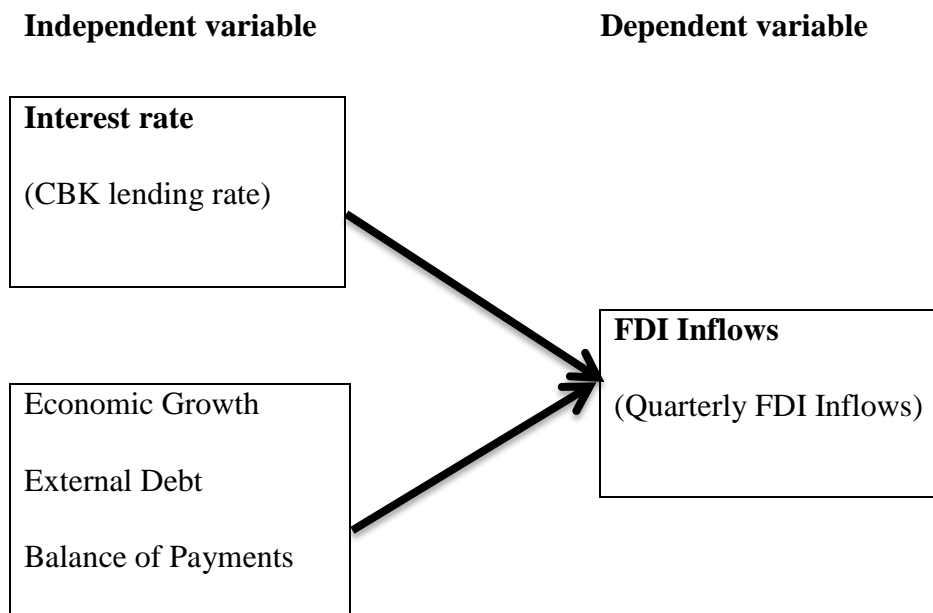 Independent variable
Dependent variable
Interest rate
(CBK lending rate)
FDI Inflows
(Quarterly FDI Inflows)
Economic Growth
External Debt
Balance of Payments